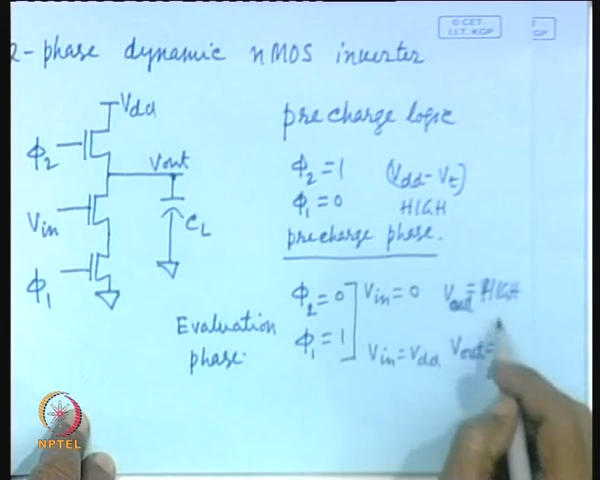 © CET
I.I.T. KGP
2-phase dynamic nMOS inverter
Vdd
ϕ2
Vout
Vin
CL
ϕ1
precharge logic
ϕ2 = 1 (Vdd - Vt)
ϕ1 = 0 HIGH
precharge phase.
Evaluation phase.
ϕ2 = 0 Vin = 0 Vout = HIGH
ϕ1 = 1 Vin = Vdd Vout =
NPTEL